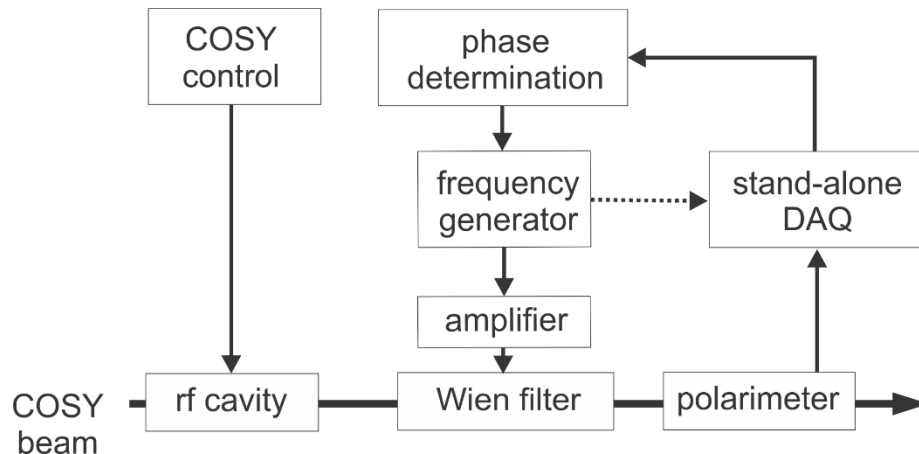 COSY
control
phase
determination
frequency
generator
stand-alone
DAQ
amplifier
COSY
beam
rf cavity
Wien filter
polarimeter